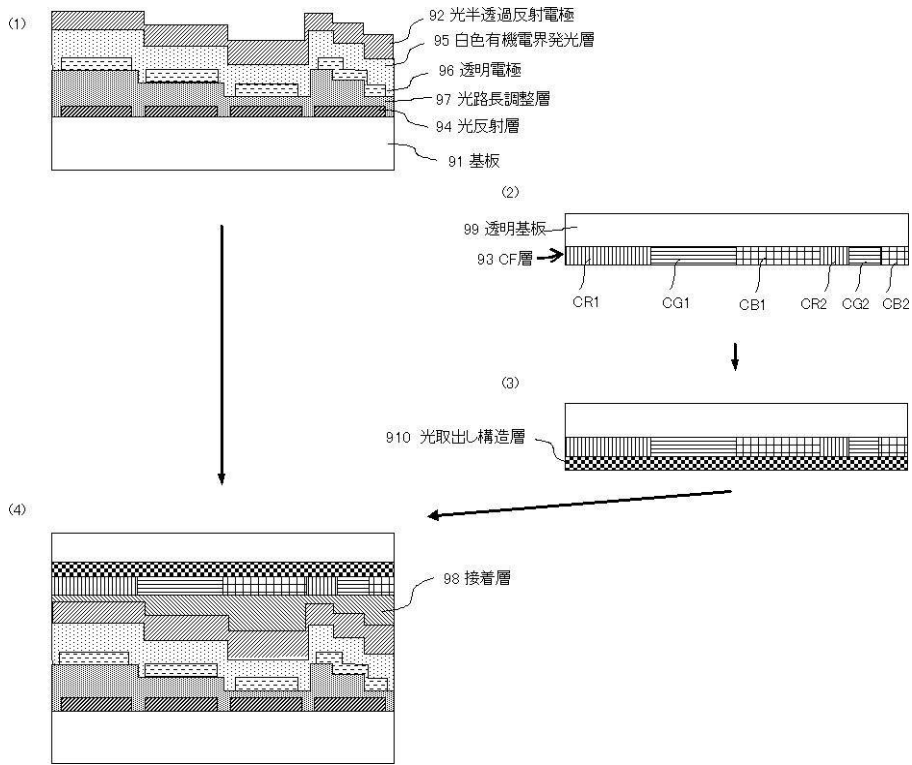 (1)
92 光半透過反射電極
95 白色有機電界発光層
96 透明電極
97 光路長調整層
94 光反射層
91 基板
(2)
99 透明基板
93 CF層
CR1
CG1
CB1
CR2
CG2
CB2
(3)
910 光取出し構造層
(4)
98 接着層